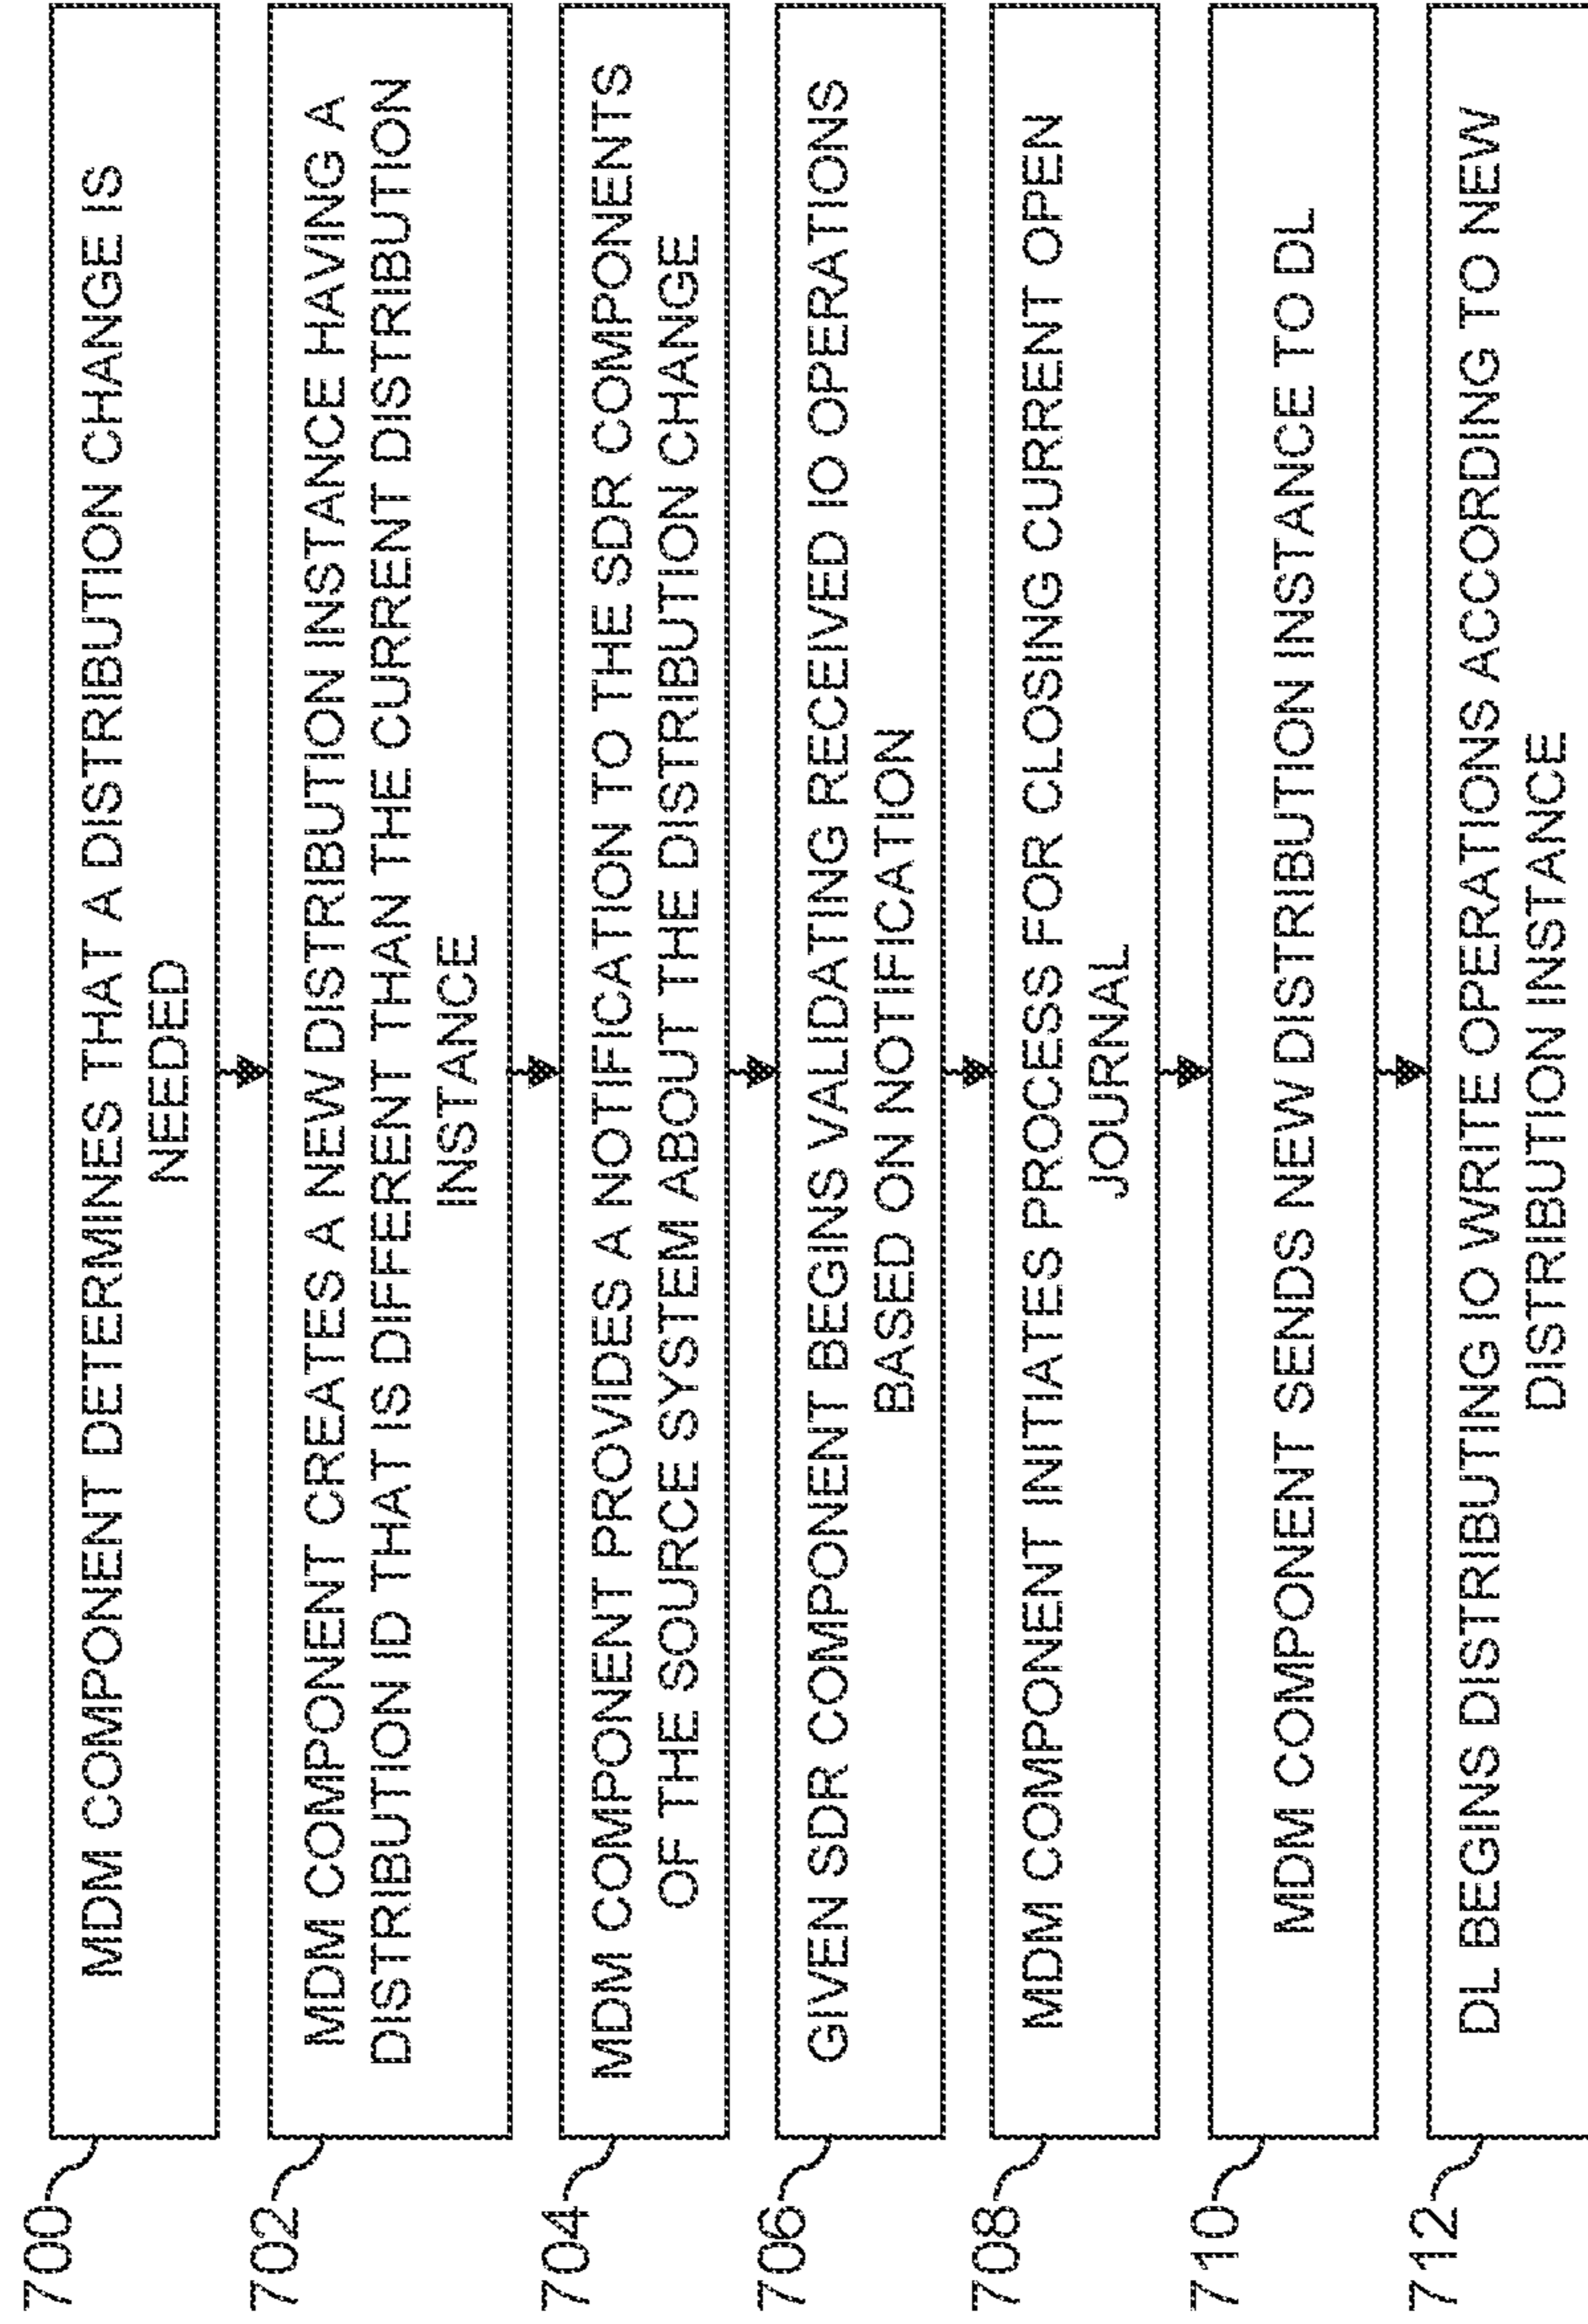 700
MDM COMPONENT DETERMINES THAT A DISTRIBUTION CHANGE IS
NEEDED
702
MDM COMPONENT CREATES A NEW DISTRIBUTION INSTANCE HAVING A
DISTRIBUTION ID THAT IS DIFFERENT THAN THE CURRENT DISTRIBUTION
INSTANCE
704
MDM COMPONENT PROVIDES A NOTIFICATION TO THE SDR COMPONENTS
OF THE SOURCE SYSTEM ABOUT THE DISTRIBUTION CHANGE
706
GIVEN SDR COMPONENT BEGINS VALIDATING RECEIVED IO OPERATIONS
BASED ON NOTIFICATION
708
MDM COMPONENT INITIATES PROCESS FOR CLOSING CURRENT OPEN
JOURNAL
710
MDM COMPONENT SENDS NEW DISTRIBUTION INSTANCE TO DL
712
DL BEGINS DISTRIBUTING IO WRITE OPERATIONS ACCORDING TO NEW
DISTRIBUTION INSTANCE